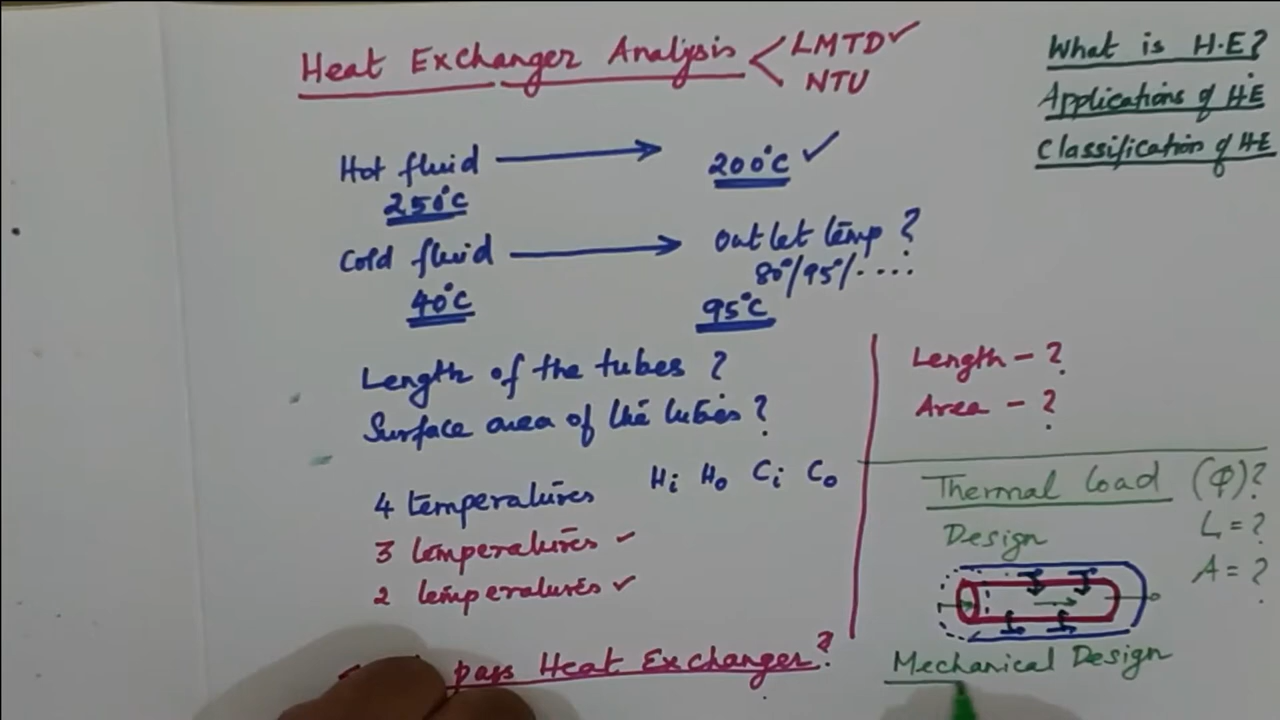 Heat Exchanger Analysis < LMTD ✓
NTU
What is H.E?
Applications of HE
Classification of HE
Hot fluid → 200°C ✓
250°C
Cold fluid → Outlet temp ?
80°/95°/....
40°C
95°C
Length of the tubes ?
Surface area of the tubes ?
4 temperatures Hi Ho Ci Co
3 temperatures ✓
2 temperatures ✓
pass Heat Exchanger ?
Length - ?
Area - ?
Thermal Load (φ)?
Design L = ?
A = ?
Mechanical Design